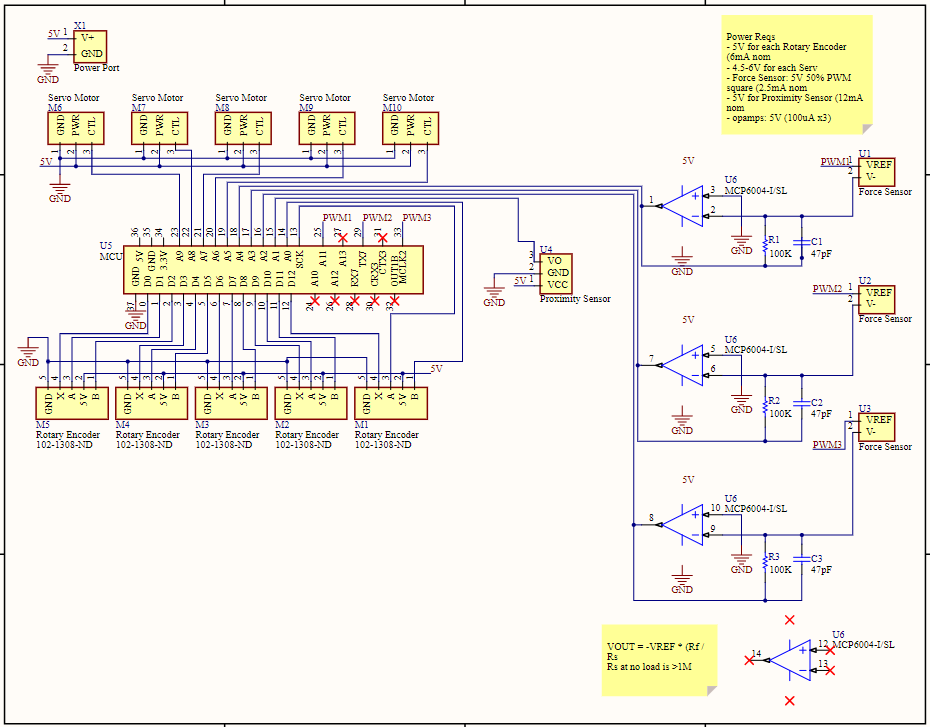 X1
5V 1 V+
2 GND
GND
Power Port
Power Reqs
- 5V for each Rotary Encoder
(6mA nom
- 4.5-6V for each Serv
- Force Sensor: 5V 50% PWM
square (2.5mA nom
- 5V for Proximity Sensor (12mA
nom
- opamps: 5V (100uA x3)
Servo Motor Servo Motor Servo Motor Servo Motor Servo Motor
M6 M7 M8 M9 M10
GND PWR CTL GND PWR CTL GND PWR CTL GND PWR CTL GND PWR CTL
1 2 3 1 2 3 1 2 3 1 2 3 1 2 3
5V
GND
PWM1 PWM2 PWM3
36 35 34 23 22 21 20 19 18 17 16 15 14 13 25 27 29 31 33
U5
MCU
5V GND 3.3V A9 A8 A7 A6 A5 A4 A3 A2 A1 A0 SCK A11 A13 TXJ CTX3 MCLK2
GND D0 D1 D2 D3 D4 D5 D6 D7 D8 D9 D10 D11 D12 A10 A12 RXJ CRX3 OUT1B
37 0 1 2 3 4 5 6 7 8 9 10 11 12 24 26 28 30 32
GND
GND
5V
5 4 3 2 1 5 4 3 2 1 5 4 3 2 1 5 4 3 2 1 5 4 3 2 1
GND X A 5V B GND X A 5V B GND X A 5V B GND X A 5V B GND X A 5V B
M5 M4 M3 M2 M1
Rotary Encoder Rotary Encoder Rotary Encoder Rotary Encoder Rotary Encoder
102-1308-ND 102-1308-ND 102-1308-ND 102-1308-ND 102-1308-ND
U4
3 VO
2 GND
5V 1 VCC
GND
Proximity Sensor
5V
U6
MCP6004-I/SL
1 3
2
GND
GND
R1
100K
C1
47pF
U1
PWM1 1 VREF
2 V-
Force Sensor
5V
U6
MCP6004-I/SL
7 5
6
GND
GND
R2
100K
C2
47pF
U2
PWM2 1 VREF
2 V-
Force Sensor
U3
1 VREF
2 V-
PWM3
Force Sensor
5V
U6
MCP6004-I/SL
8 10
9
GND
GND
R3
100K
C3
47pF
VOUT = -VREF * (Rf /
Rs
Rs at no load is >1M
U6
MCP6004-I/SL
14 12
13